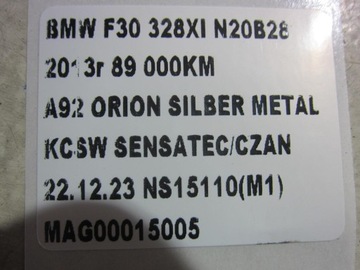 BMW F30 328XI N20B28
2013r 89 000KM
A92 ORION SILBER METAL
KCSW SENSATEC/CZAN
22.12.23 NS15110(M1)
MAG00015005